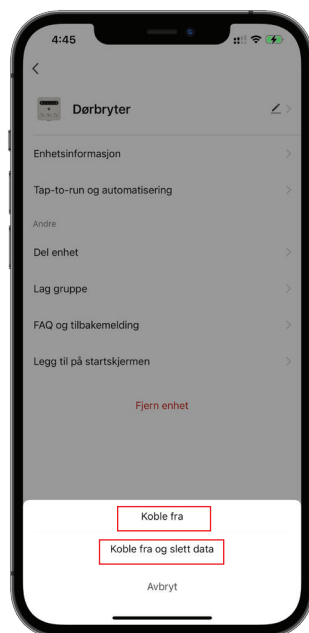 4:45
Dørbryter
Enhetsinformasjon
Tap-to-run og automatisering
Andre
Del enhet
Lag gruppe
FAQ og tilbakemelding
Legg til på startskjermen
Fjern enhet
Koble fra
Koble fra og slett data
Avbryt